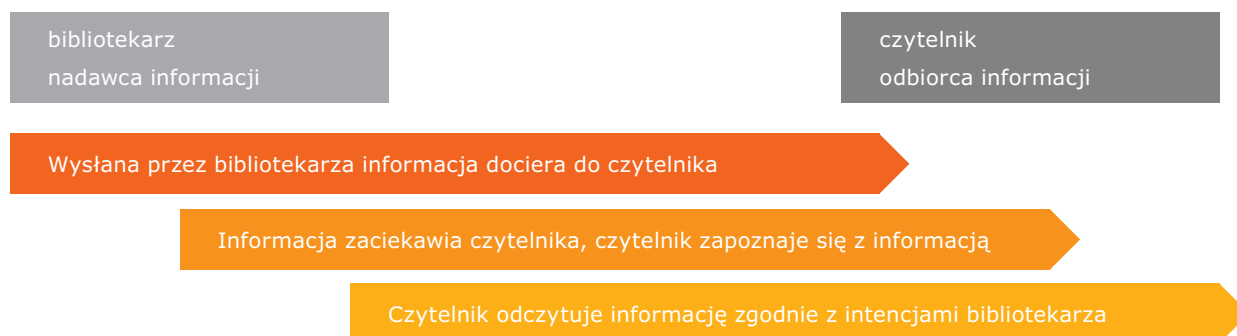 bibliotekarz
nadawca informacji
czytelnik
odbiorca informacji
Wysłana przez bibliotekarza informacja dociera do czytelnika
Informacja zaciekawia czytelnika, czytelnik zapoznaje się z informacją
Czytelnik odczytuje informację zgodnie z intencjami bibliotekarza